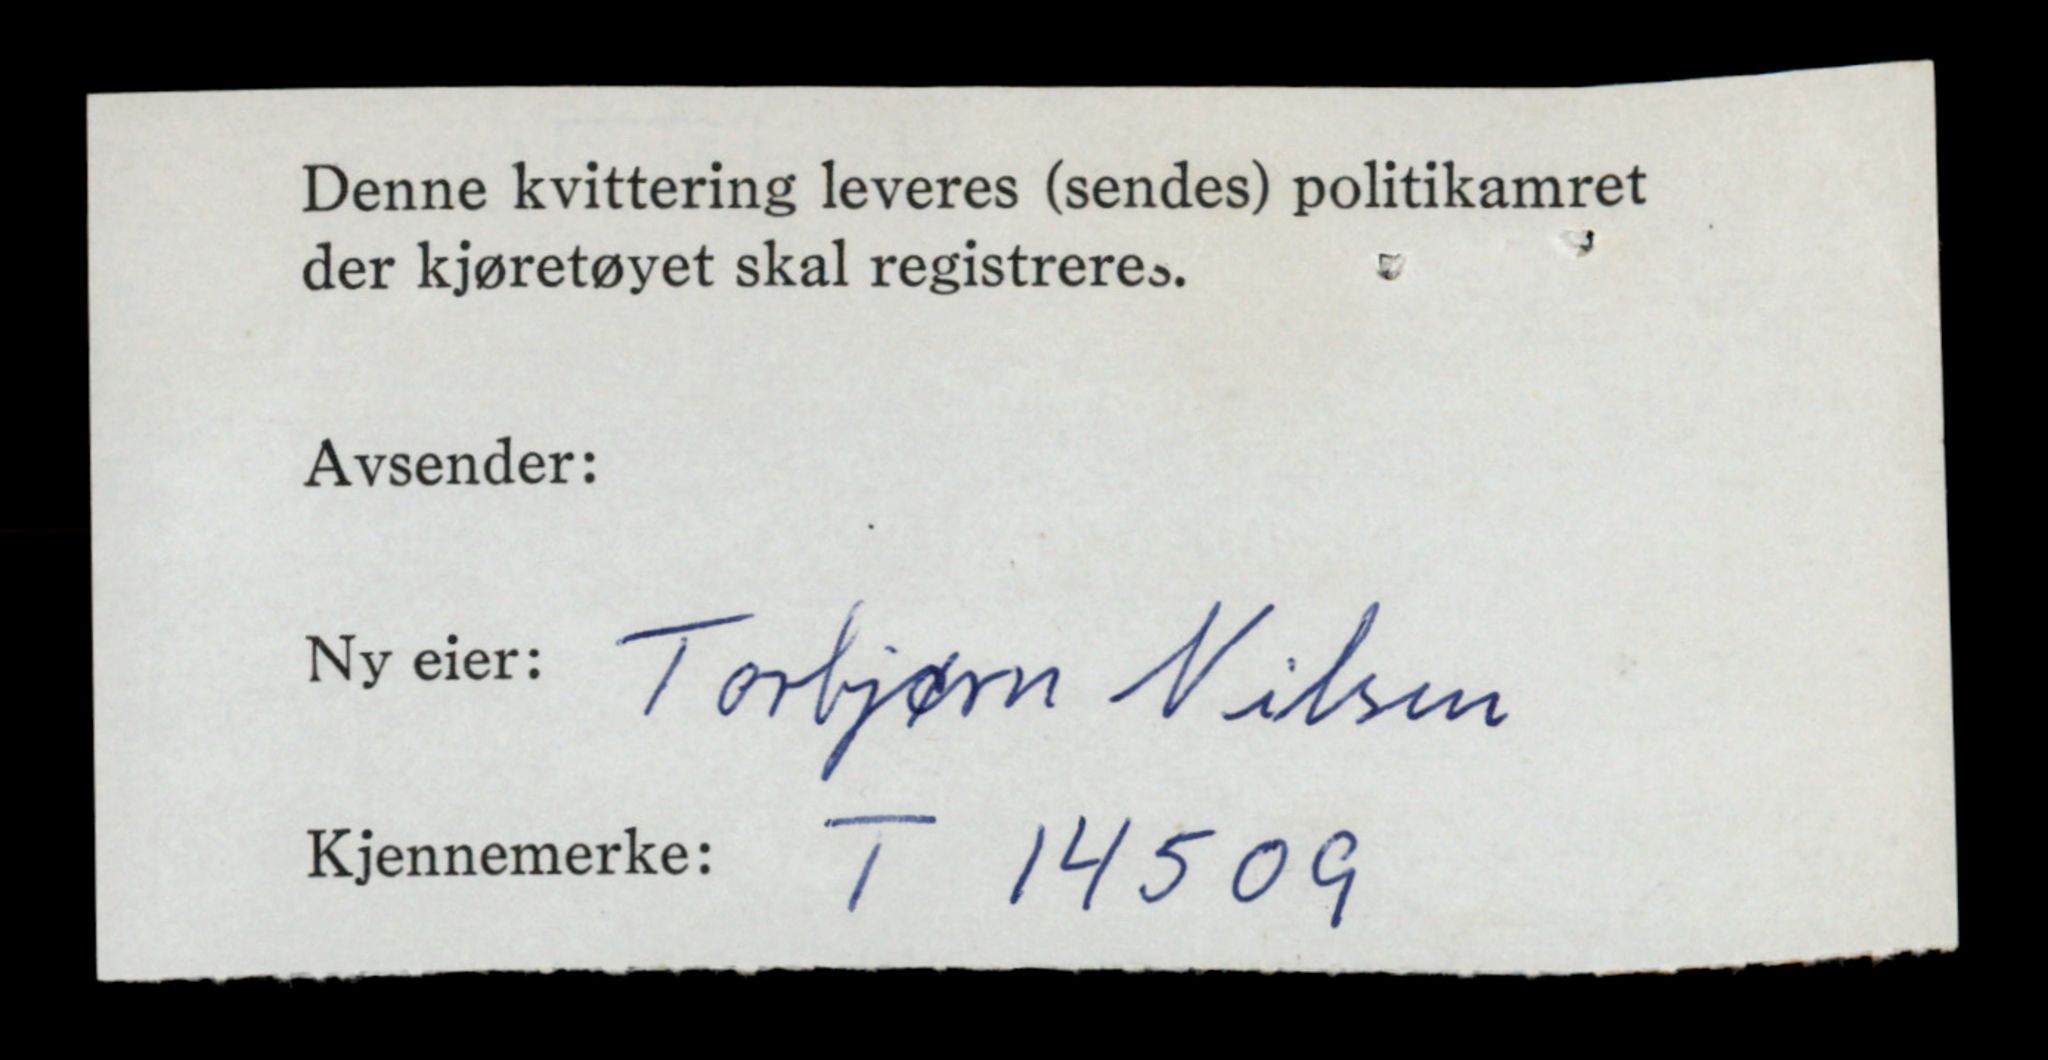 Denne kvittering leveres (sendes) politikamret
der kjøretøyet skal registreres.
Avsender:
Ny eier: Torbjørn Nilsen
Kjennemerke: T 14509